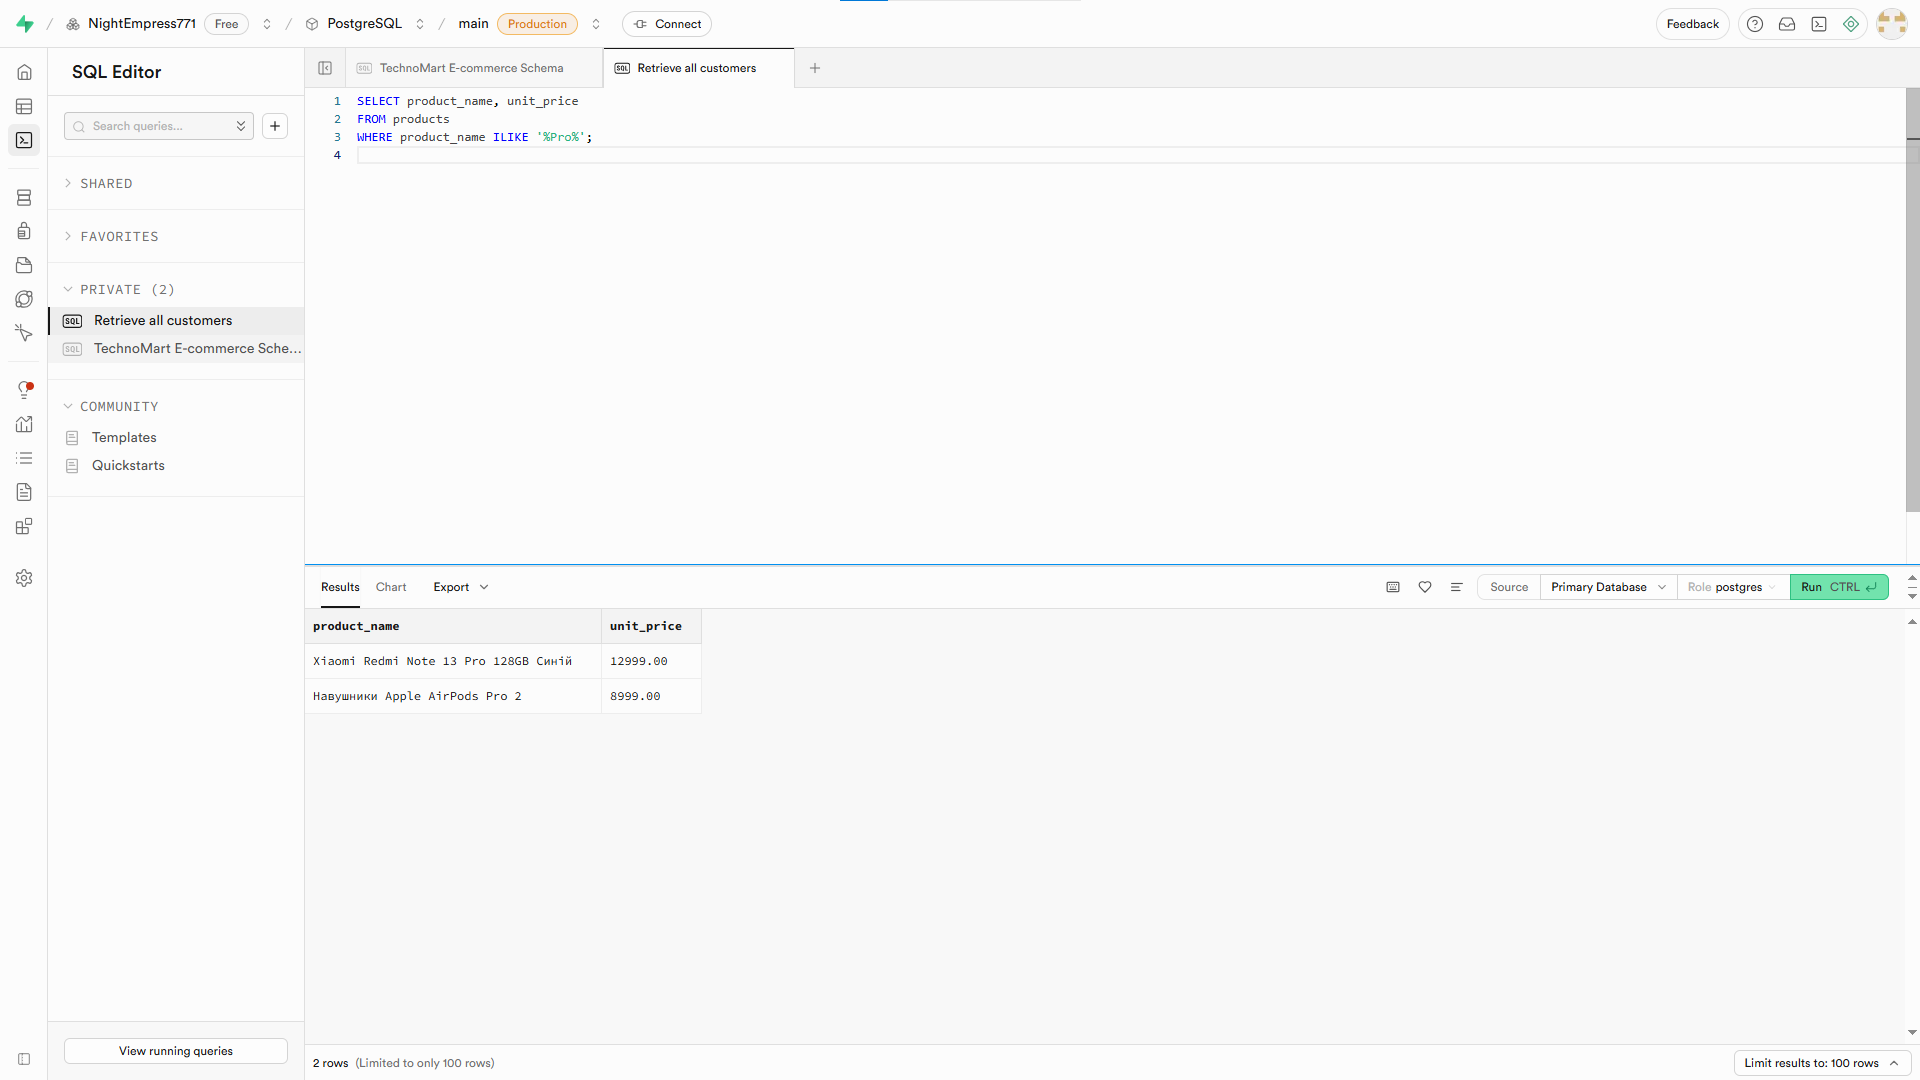 NightEmpress771 Free
PostgreSQL
main Production
Connect
Feedback
SQL Editor
Search queries...
SHARED
FAVORITES
PRIVATE (2)
SQL Retrieve all customers
SQL TechnoMart E-commerce Sche...
COMMUNITY
Templates
Quickstarts
View running queries
SQL TechnoMart E-commerce Schema
SQL Retrieve all customers
1 SELECT product_name, unit_price
2 FROM products
3 WHERE product_name ILIKE '%Pro%';
4
Results Chart Export
Source Primary Database Role postgres Run CTRL
product_name unit_price
Xiaomi Redmi Note 13 Pro 128GB Синій 12999.00
Навушники Apple AirPods Pro 2 8999.00
2 rows (Limited to only 100 rows)
Limit results to: 100 rows